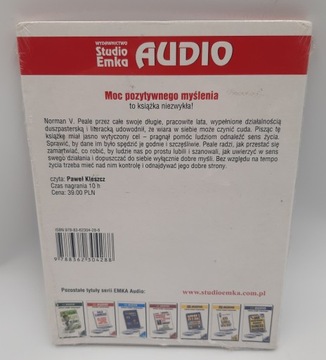 WYDAWNICTWO
Studio
Emka
AUDIO
Moc pozytywnego myślenia
to książka niezwykła!
Norman V. Peale przez całe swoje długie, pracowite lata, wypełnione działalnością
duszpasterską i literacką udowodnił, że wiara w siebie może czynić cuda. Pisząc tę
książkę miał jasno wytyczony cel – pragnął pomóc ludziom odnaleźć sens życia.
Sprawić, by dany im było spędzić je godnie i szczęśliwie. Peale radzi, jak przestać się
zamartwiać, co robić, by ludzie nas po prostu lubili i szanowali, jak uwierzyć w sens
swego działania i dopuszczać do siebie wyłącznie dobre myśli. Bez względu na tempo
życia trzeba mieć nad nim kontrolę i odnajdywać jego dobre strony.
czyta: Paweł Kleszcz
Czas nagrania 10 h
Cena: 39.00 PLN
9 788362 304288
Pozostałe tytuły serii EMKA Audio:
www.studioemka.com.pl